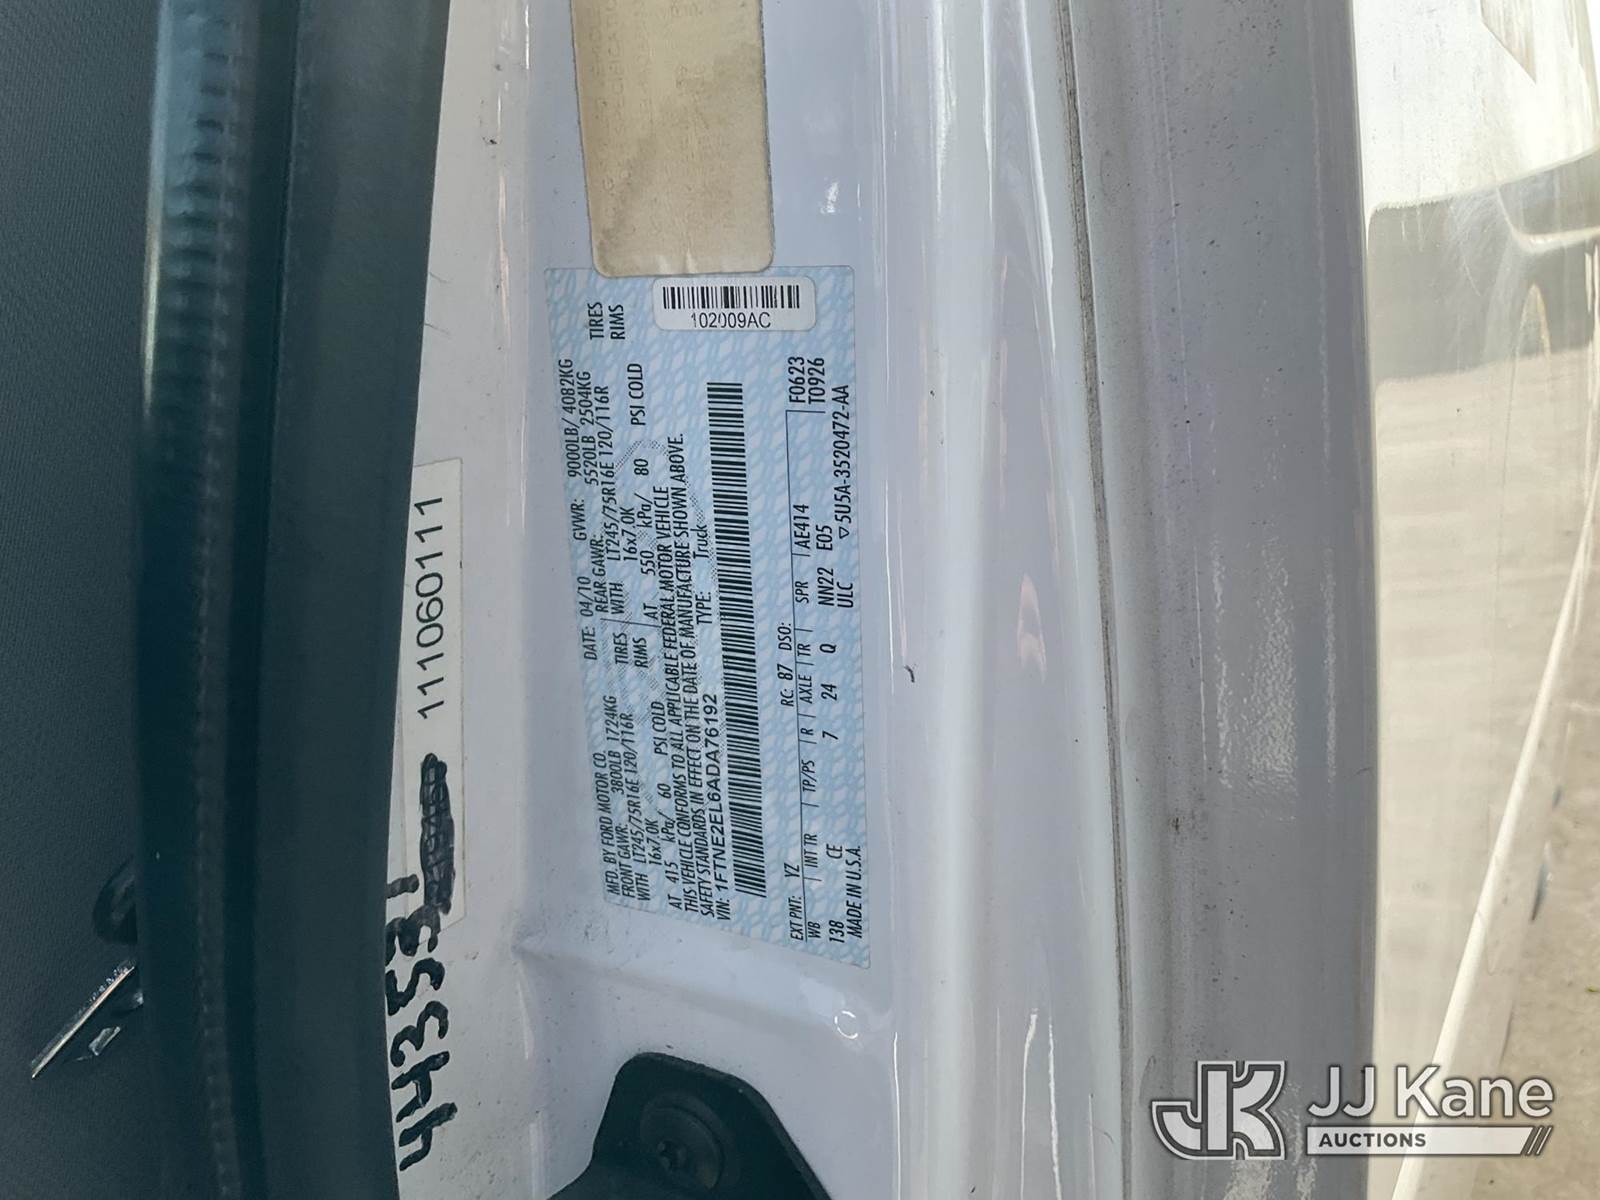 102009AC
MFD. BY FORD MOTOR CO.
DATE: 04/10
GVWR: 9000LB/ 4082KG
FRONT GAWR: 3800LB 1724KG
REAR GAWR: 5520LB 2504KG
WITH LT245/75R16E 120/116R TIRES
WITH LT245/75R16E 120/116R TIRES
16x7.0K RIMS
16x7.0K RIMS
AT 415 kPa/ 60 PSI COLD
AT 550 kPa/ 80 PSI COLD
THIS VEHICLE CONFORMS TO ALL APPLICABLE FEDERAL MOTOR VEHICLE
SAFETY STANDARDS IN EFFECT ON THE DATE OF MANUFACTURE SHOWN ABOVE.
VIN: 1FTNE2EL6ADA76192
TYPE: Truck
EXT PNT: YZ RC: 87 DSO: F0623
WB INT TR TP/PS R AXLE TR SPR AE414 T0926
138 CE 7 24 Q NN22 E05
MADE IN U.S.A. ULC ▽5U5A-3520472-AA
11060111
44353
JJ Kane
AUCTIONS